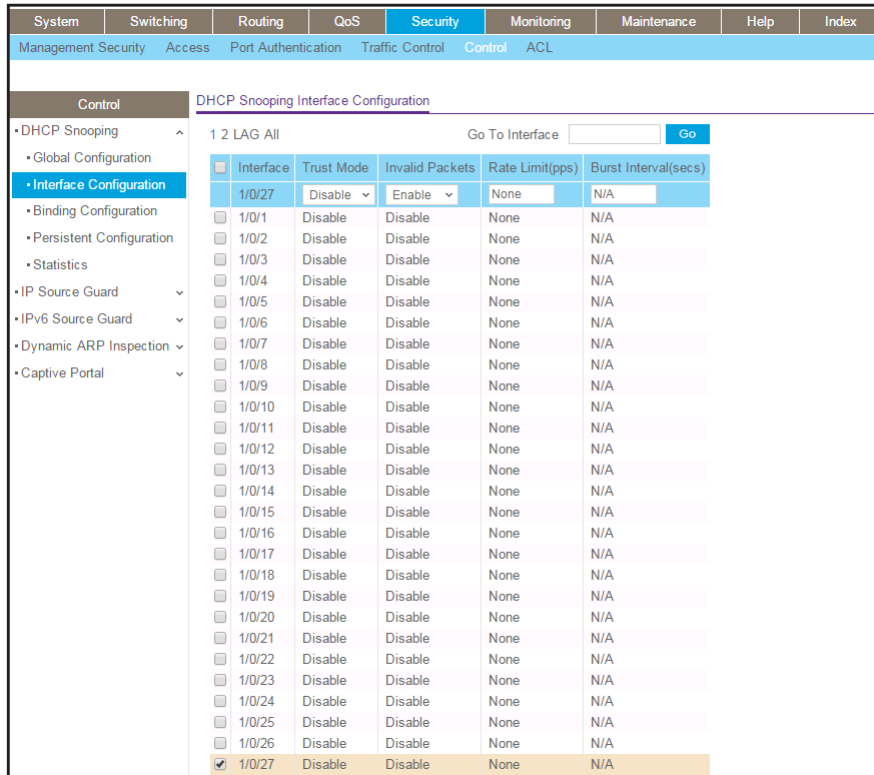 System Switching Routing QoS Security Monitoring Maintenance Help Index
Management Security Access Port Authentication Traffic Control Control ACL
Control
DHCP Snooping
Global Configuration
Interface Configuration
Binding Configuration
Persistent Configuration
Statistics
IP Source Guard
IPv6 Source Guard
Dynamic ARP Inspection
Captive Portal
DHCP Snooping Interface Configuration
1 2 LAG All Go To Interface Go
Interface Trust Mode Invalid Packets Rate Limit(pps) Burst Interval(secs)
1/0/27 Disable Enable None N/A
1/0/1 Disable Disable None N/A
1/0/2 Disable Disable None N/A
1/0/3 Disable Disable None N/A
1/0/4 Disable Disable None N/A
1/0/5 Disable Disable None N/A
1/0/6 Disable Disable None N/A
1/0/7 Disable Disable None N/A
1/0/8 Disable Disable None N/A
1/0/9 Disable Disable None N/A
1/0/10 Disable Disable None N/A
1/0/11 Disable Disable None N/A
1/0/12 Disable Disable None N/A
1/0/13 Disable Disable None N/A
1/0/14 Disable Disable None N/A
1/0/15 Disable Disable None N/A
1/0/16 Disable Disable None N/A
1/0/17 Disable Disable None N/A
1/0/18 Disable Disable None N/A
1/0/19 Disable Disable None N/A
1/0/20 Disable Disable None N/A
1/0/21 Disable Disable None N/A
1/0/22 Disable Disable None N/A
1/0/23 Disable Disable None N/A
1/0/24 Disable Disable None N/A
1/0/25 Disable Disable None N/A
1/0/26 Disable Disable None N/A
1/0/27 Disable Disable None N/A